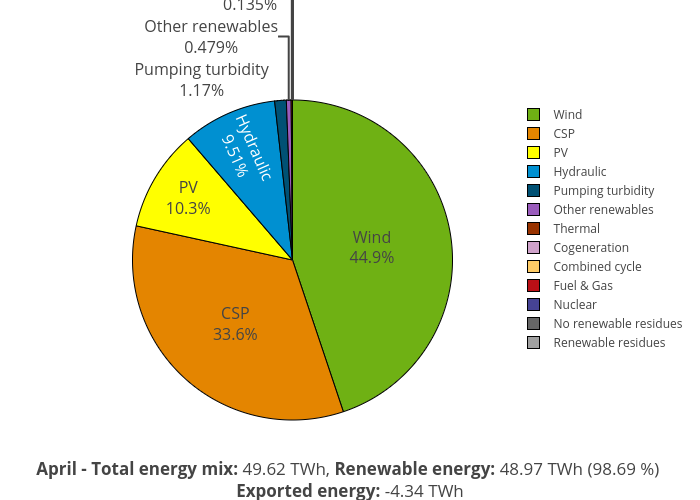 0.135%
Other renewables
0.479%
Pumping turbidity
1.17%
Hydraulic
9.51%
PV
10.3%
Wind
44.9%
CSP
33.6%
Wind
CSP
PV
Hydraulic
Pumping turbidity
Other renewables
Thermal
Cogeneration
Combined cycle
Fuel & Gas
Nuclear
No renewable residues
Renewable residues
April - Total energy mix: 49.62 TWh, Renewable energy: 48.97 TWh (98.69 %)
Exported energy: -4.34 TWh